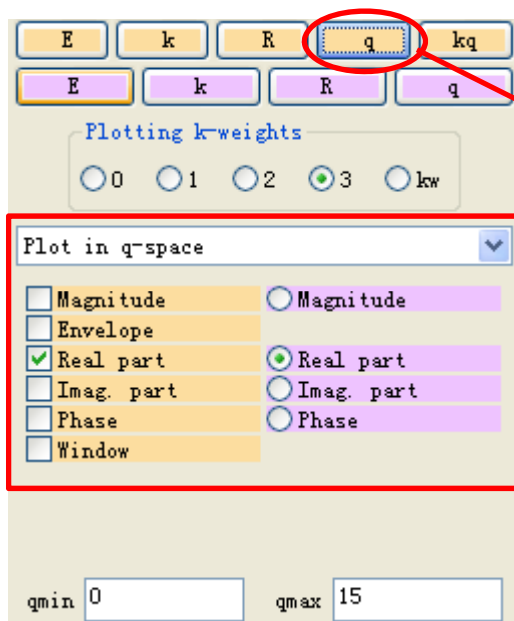 E k R q kq
E k R q
Plotting k-weights
0 1 2 3 kw
Plot in q-space
Magnitude Magnitude
Envelope
Real part Real part
Imag. part Imag. part
Phase Phase
Window
qmin 0 qmax 15